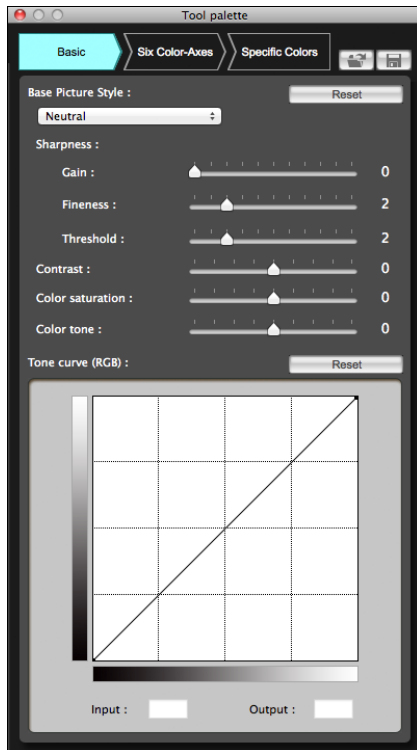 Tool palette
Basic Six Color-Axes Specific Colors
Base Picture Style : Reset
Neutral
Sharpness :
Gain : 0
Fineness : 2
Threshold : 2
Contrast : 0
Color saturation : 0
Color tone : 0
Tone curve (RGB) : Reset
Input : Output :